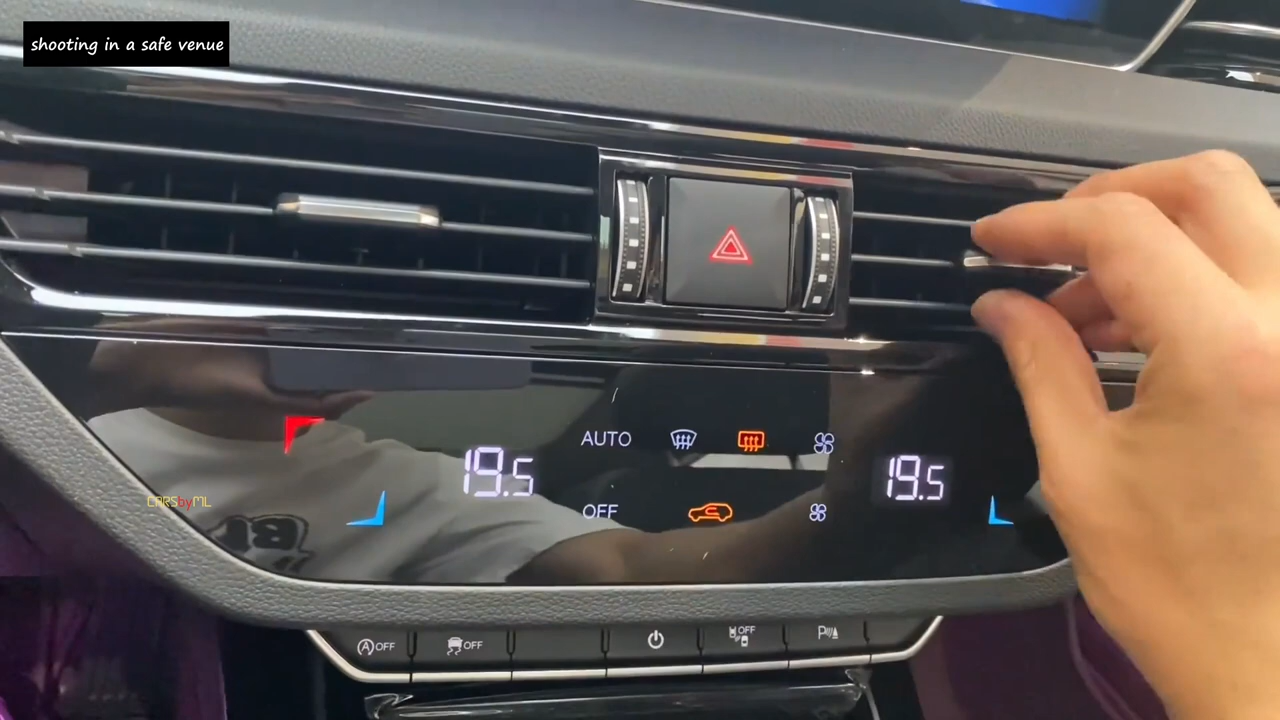 shooting in a safe venue
AUTO
19.5
19.5
CARSbyML
OFF
A OFF
OFF
OFF
P